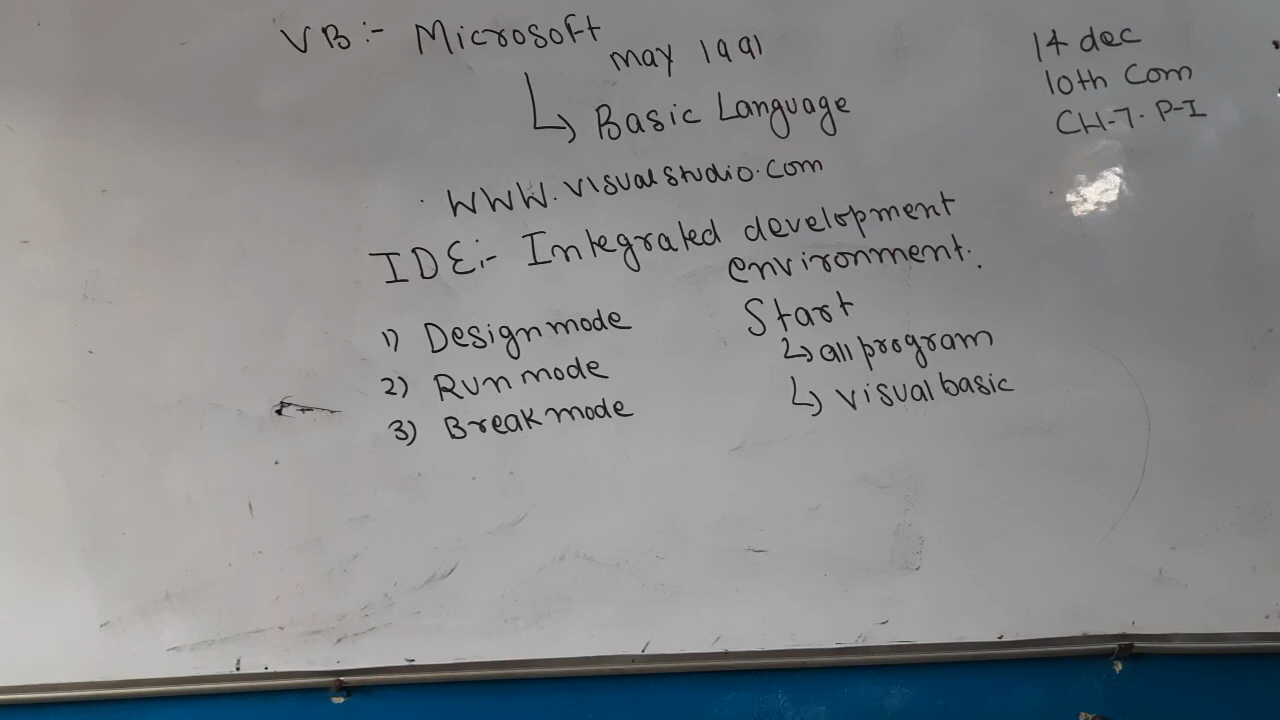 VB:- Microsoft
may 1991
↳ Basic Language
www.visualstudio.com
IDE:- Integrated development
environment.
1) Design mode
2) Run mode
3) Break mode
Start
↳ all program
↳ visual basic
14 dec
10th Com
CH-7. P-I